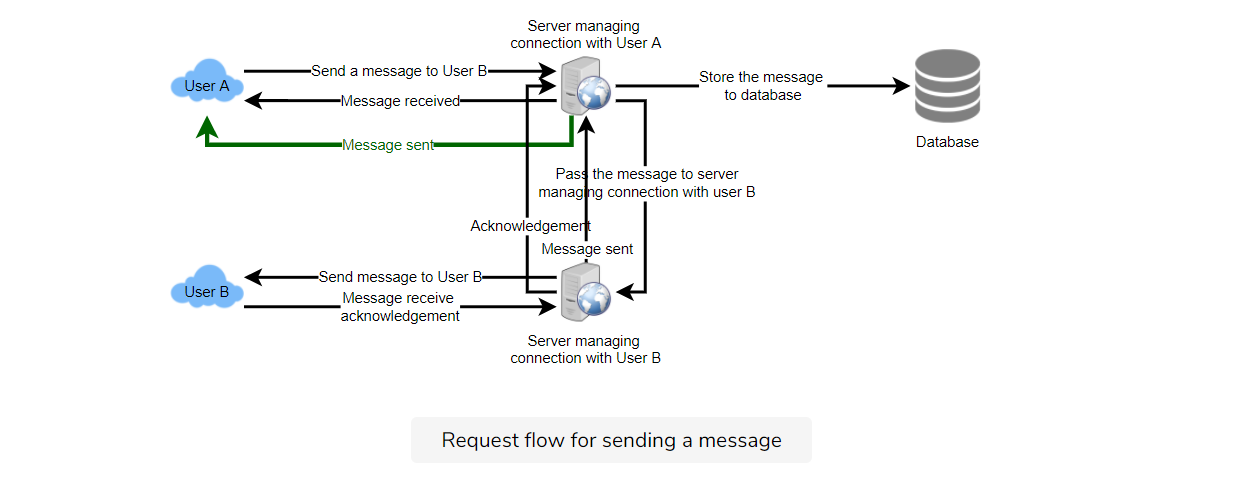 Server managing
connection with User A
User A
Send a message to User B
Message received
Message sent
Store the message
to database
Database
Pass the message to server
managing connection with user B
Acknowledgement
Message sent
User B
Send message to User B
Message receive
acknowledgement
Server managing
connection with User B
Request flow for sending a message